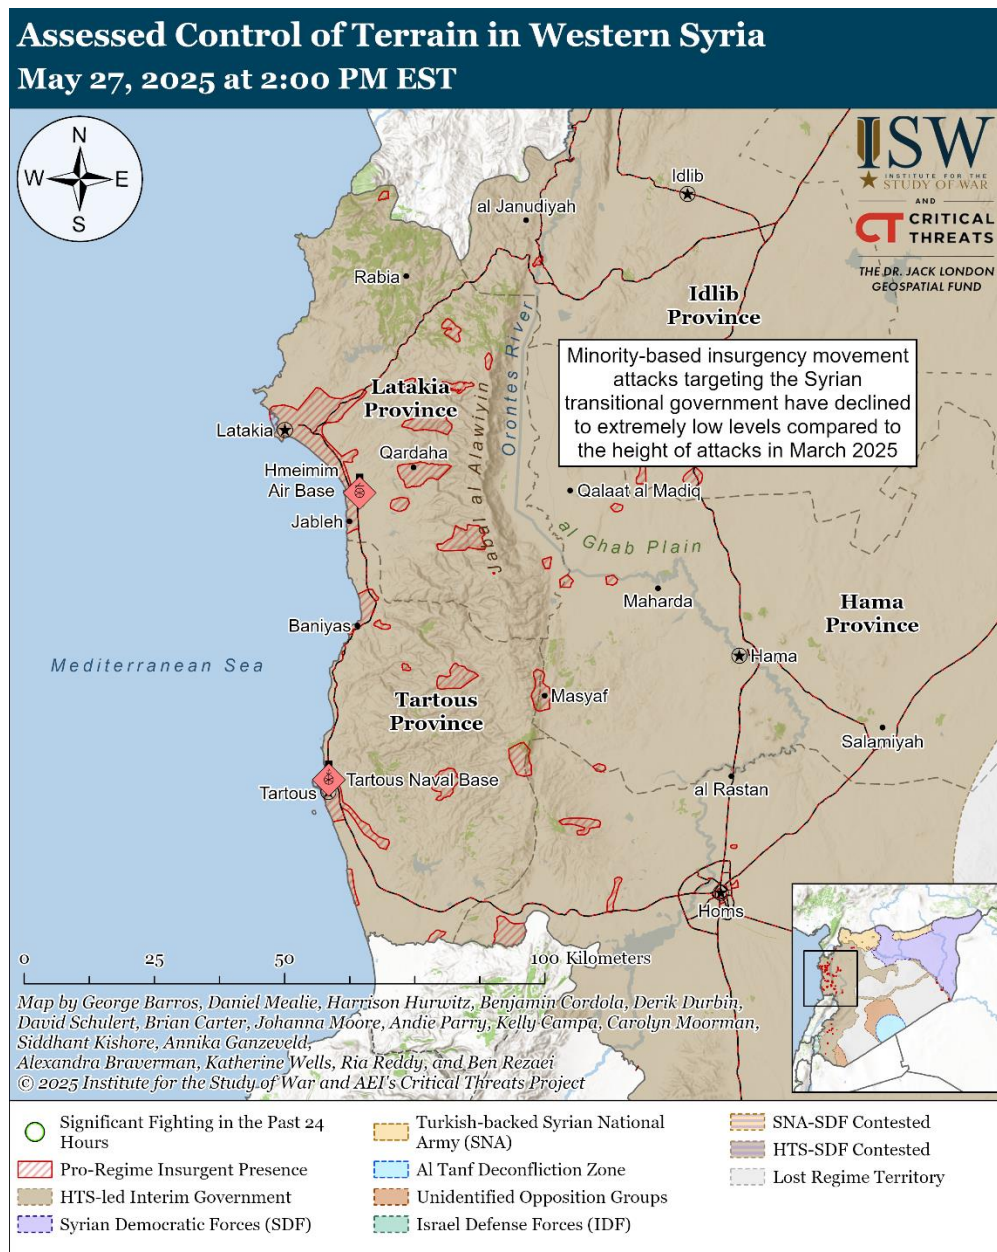 Assessed Control of Terrain in Western Syria
May 27, 2025 at 2:00 PM EST
N
W
E
S
ISW
INSTITUTE FOR THE
STUDY OF WAR
AND
CT CRITICAL
THREATS
THE DR. JACK LONDON
GEOSPATIAL FUND
Idlib
al Janudiyah
Rabia
Idlib
Province
Orontes River
Minority-based insurgency movement
attacks targeting the Syrian
transitional government have declined
to extremely low levels compared to
the height of attacks in March 2025
Latakia
Province
Jabal al Alawiyin
Latakia
Qardaha
Hmeimim
Air Base
Qalaat al Madiq
Jableh
al Ghab Plain
Maharda
Hama
Province
Baniyas
Hama
Mediterranean Sea
Masyaf
Tartous
Province
Salamiyah
Tartous Naval Base
Tartous
al Rastan
Homs
0 25 50 100 Kilometers
Map by George Barros, Daniel Mealie, Harrison Hurwitz, Benjamin Cordola, Derik Durbin,
David Schulert, Brian Carter, Johanna Moore, Andie Parry, Kelly Campa, Carolyn Moorman,
Siddhant Kishore, Annika Ganzeveld,
Alexandra Braverman, Katherine Wells, Ria Reddy, and Ben Rezaei
© 2025 Institute for the Study of War and AEI's Critical Threats Project
Significant Fighting in the Past 24
Hours
Pro-Regime Insurgent Presence
HTS-led Interim Government
Syrian Democratic Forces (SDF)
Turkish-backed Syrian National
Army (SNA)
Al Tanf Deconfliction Zone
Unidentified Opposition Groups
Israel Defense Forces (IDF)
SNA-SDF Contested
HTS-SDF Contested
Lost Regime Territory